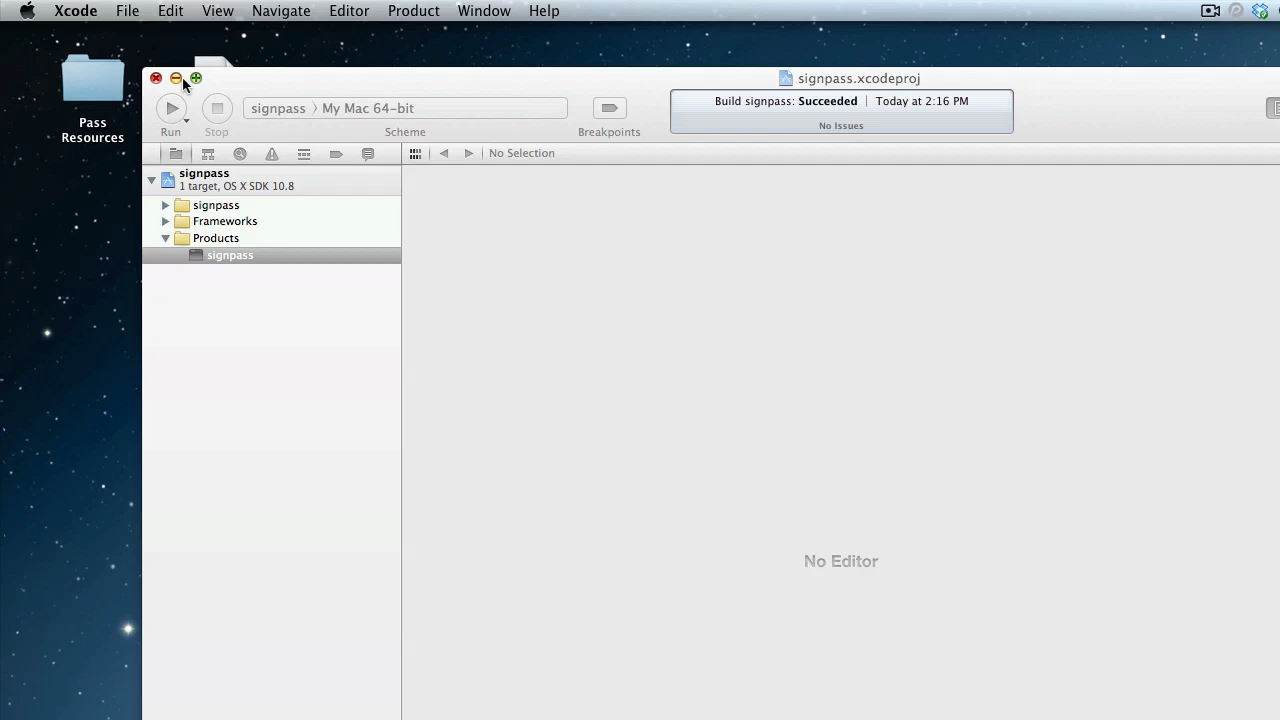 Xcode File Edit View Navigate Editor Product Window Help
signpass.xcodeproj
Pass
Resources
signpass 〉 My Mac 64-bit
Build signpass: Succeeded | Today at 2:16 PM
No Issues
Run Stop Scheme Breakpoints
No Selection
signpass
1 target, OS X SDK 10.8
signpass
Frameworks
Products
signpass
No Editor